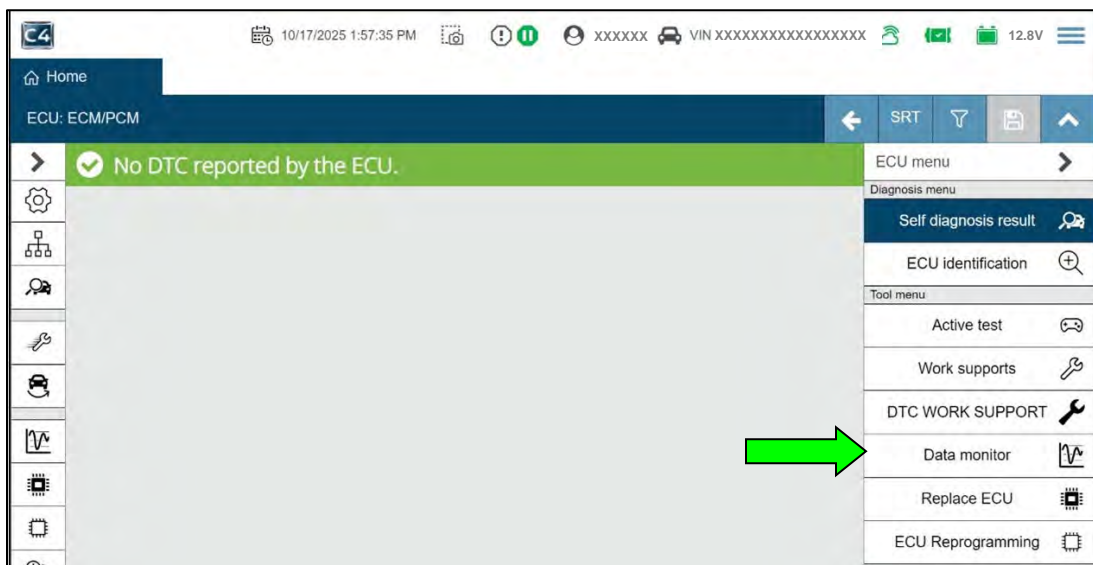 C4 10/17/2025 1:57:35 PM XXXXXX VIN XXXXXXXXXXXXXXXXX 12.8V
Home
ECU: ECM/PCM SRT
No DTC reported by the ECU.
ECU menu
Diagnosis menu
Self diagnosis result
ECU identification
Tool menu
Active test
Work supports
DTC WORK SUPPORT
Data monitor
Replace ECU
ECU Reprogramming